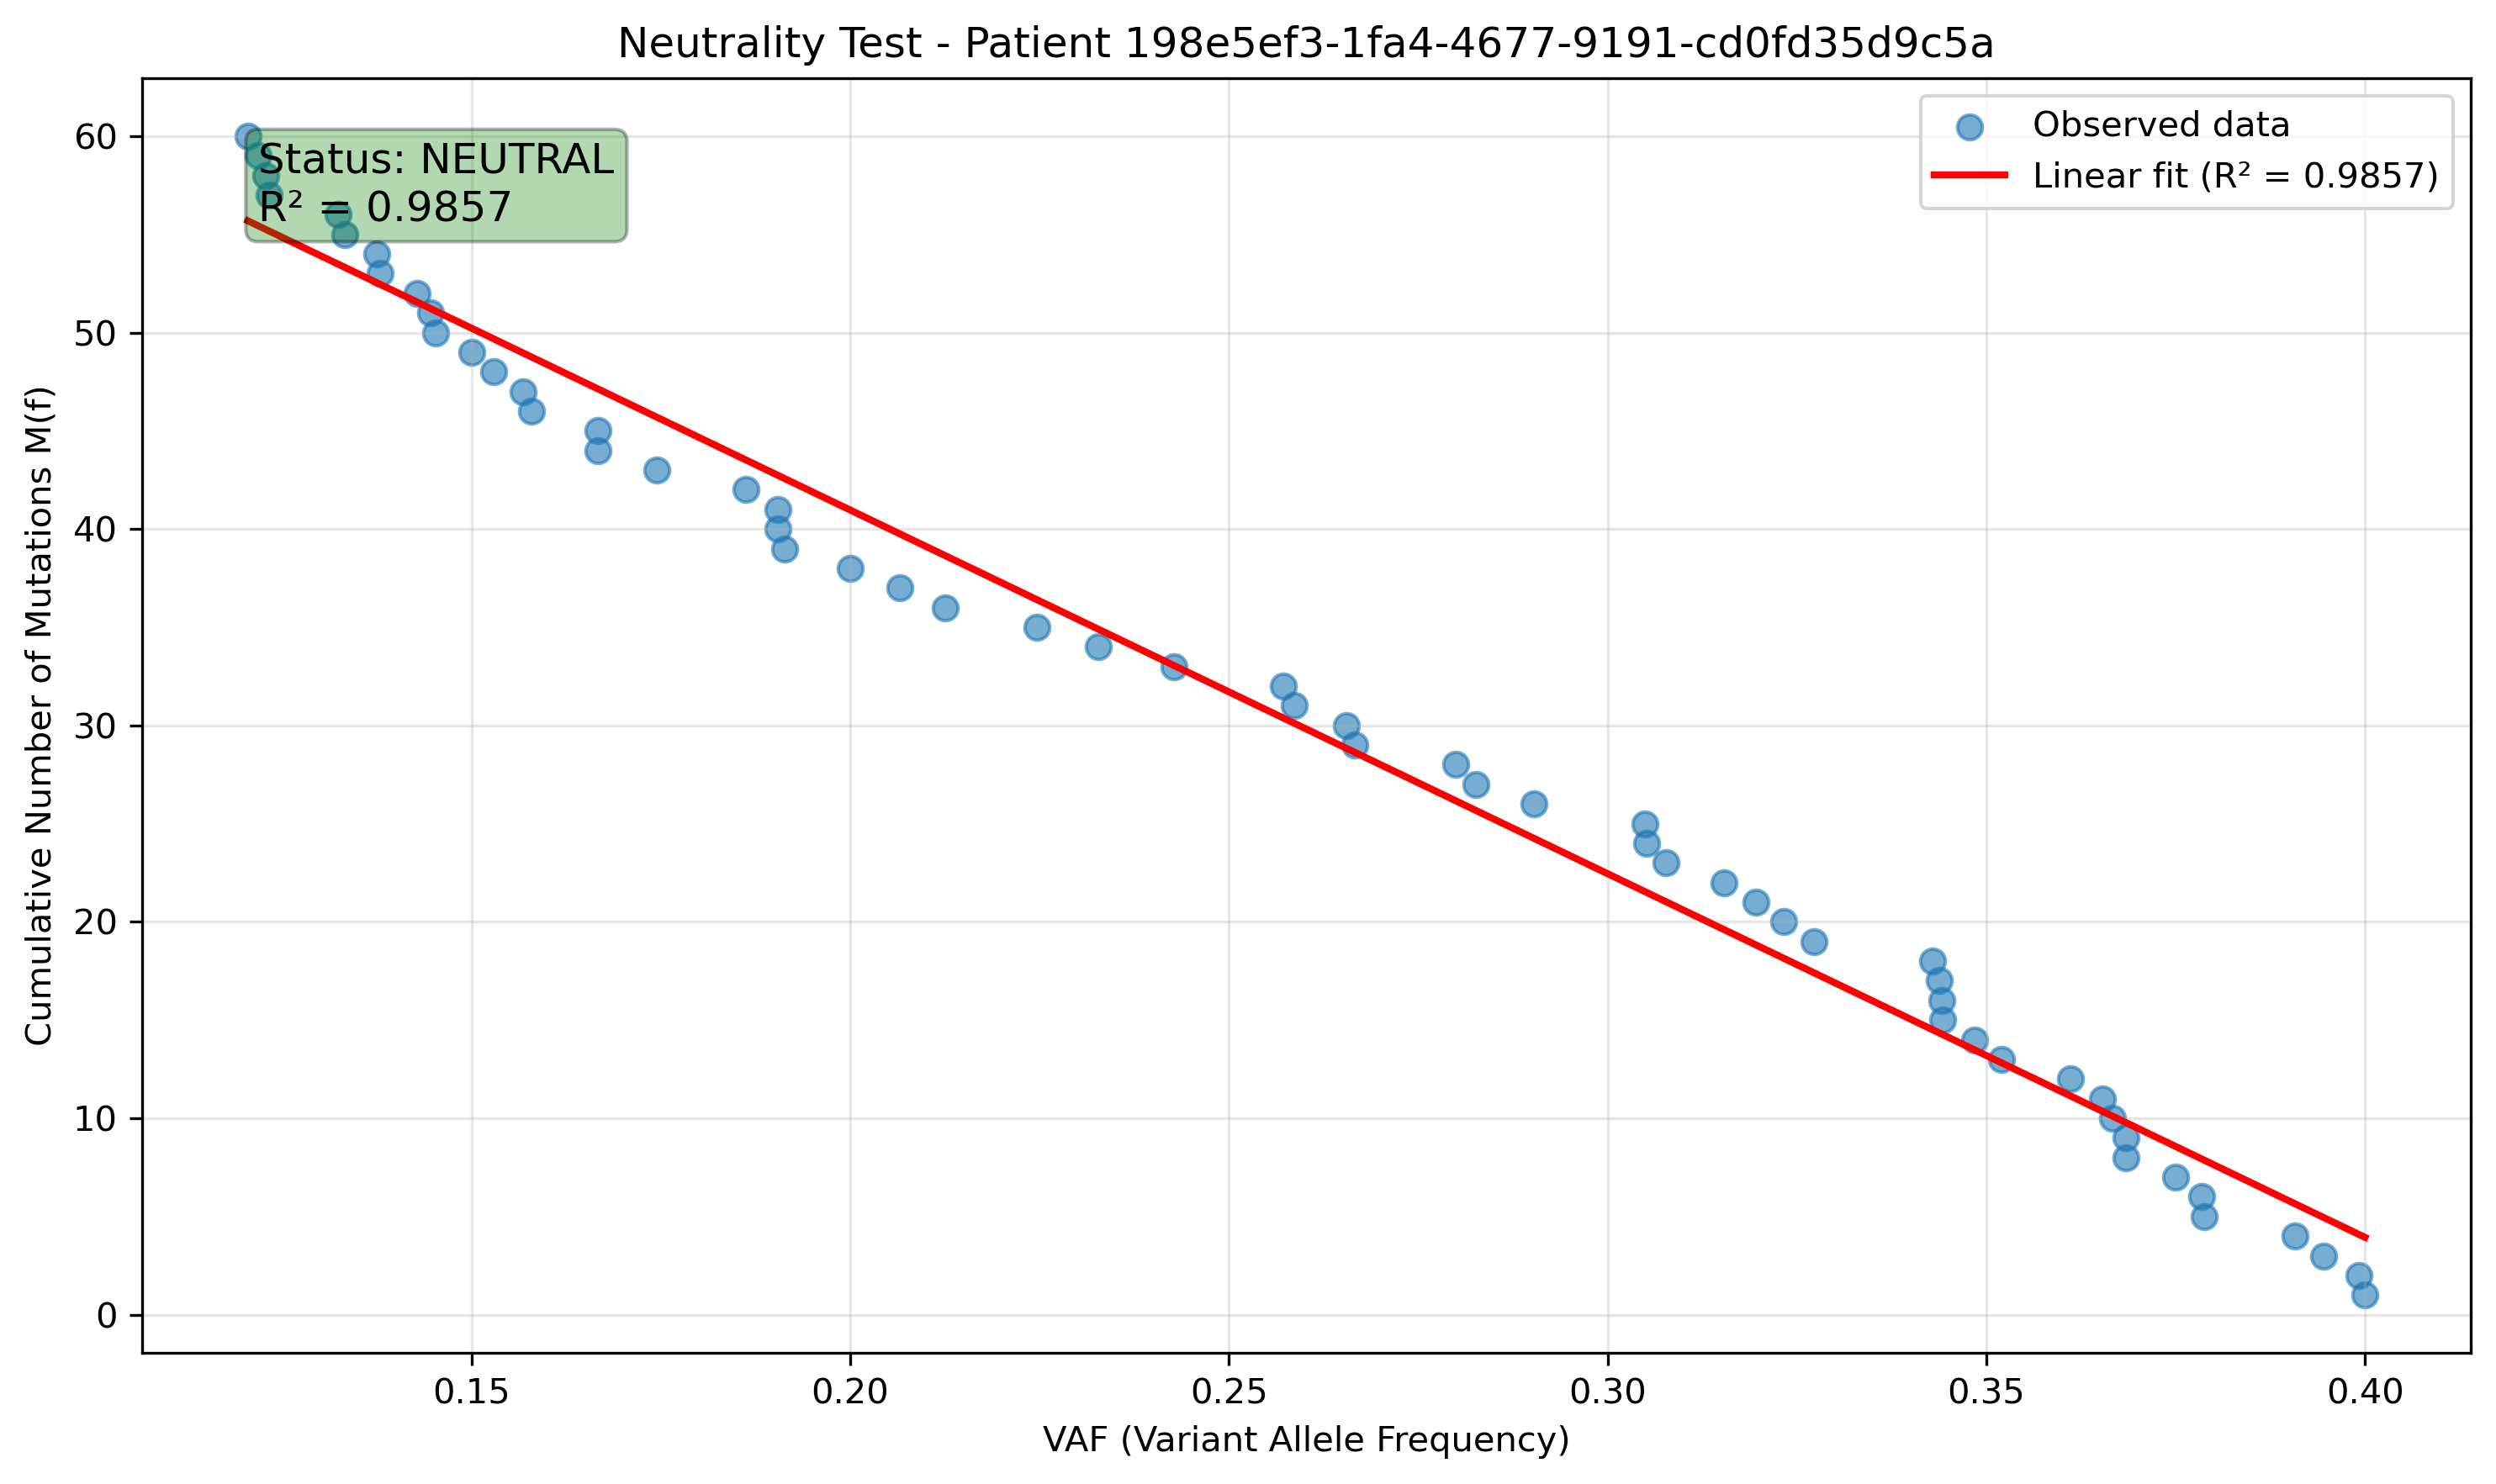 Neutrality Test - Patient 198e5ef3-1fa4-4677-9191-cd0fd35d9c5a
Observed data
Linear fit (R² = 0.9857)
Status: NEUTRAL
R² = 0.9857
Cumulative Number of Mutations M(f)
60
50
40
30
20
10
0
0.15 0.20 0.25 0.30 0.35 0.40
VAF (Variant Allele Frequency)